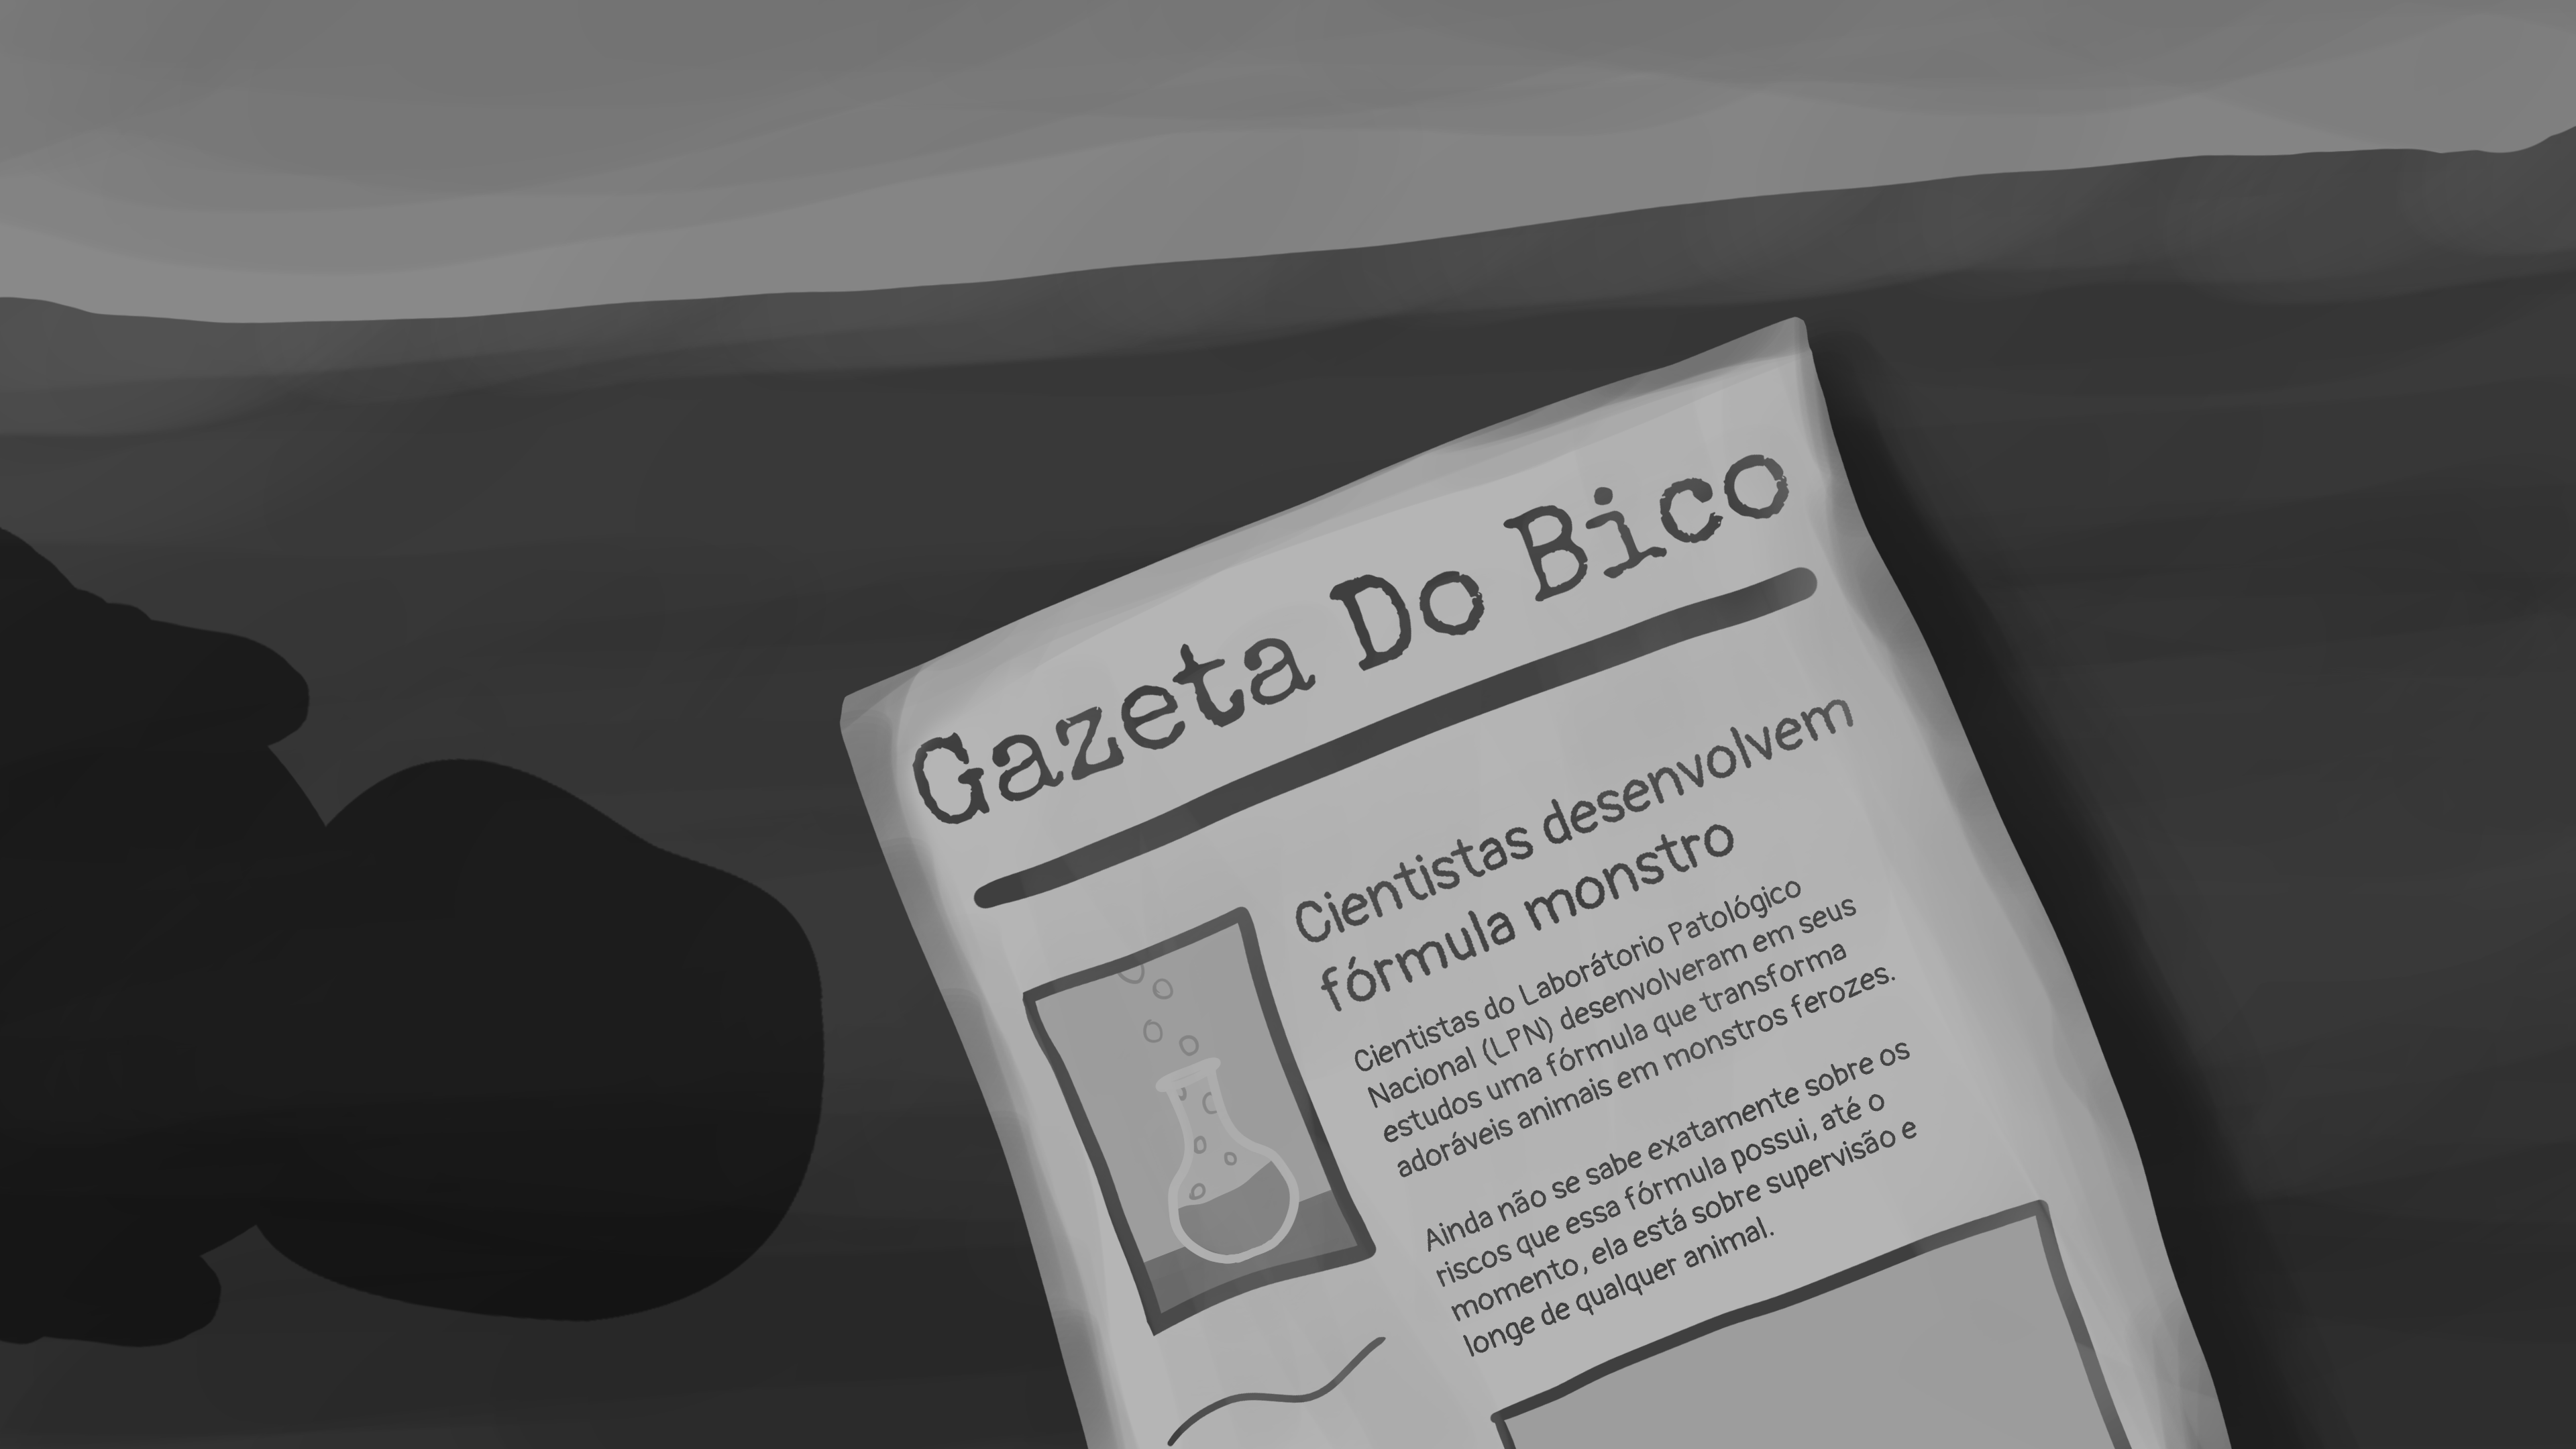 Gazeta Do Bico
Cientistas desenvolvem
fórmula monstro
Cientistas do Laborátorio Patológico
Nacional (LPN) desenvolveram em seus
estudos uma fórmula que transforma
adoráveis animais em monstros ferozes.
Ainda não se sabe exatamente sobre os
riscos que essa fórmula possui, até o
momento, ela está sobre supervisão e
longe de qualquer animal.